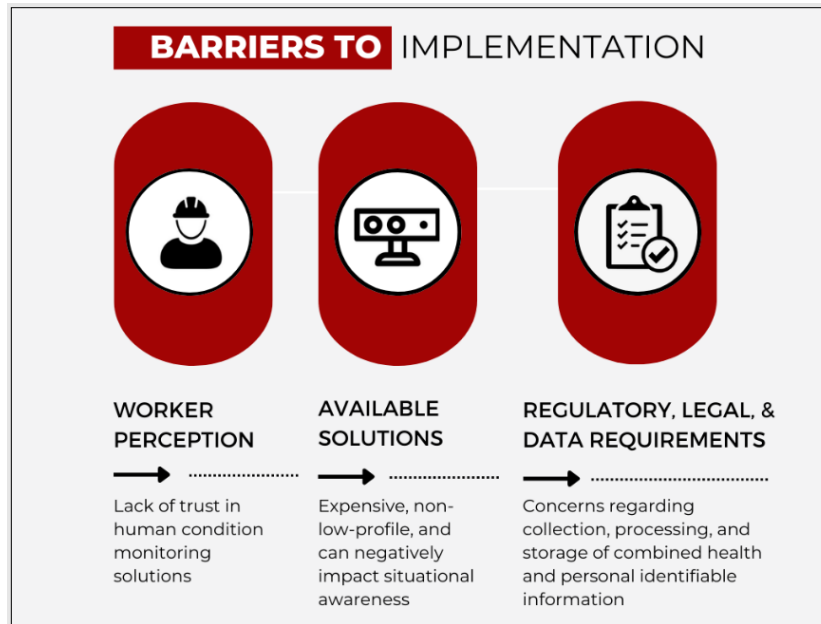 BARRIERS TO IMPLEMENTATION
WORKER
PERCEPTION
Lack of trust in
human condition
monitoring
solutions
AVAILABLE
SOLUTIONS
Expensive, non-
low-profile, and
can negatively
impact situational
awareness
REGULATORY, LEGAL, &
DATA REQUIREMENTS
Concerns regarding
collection, processing, and
storage of combined health
and personal identifiable
information